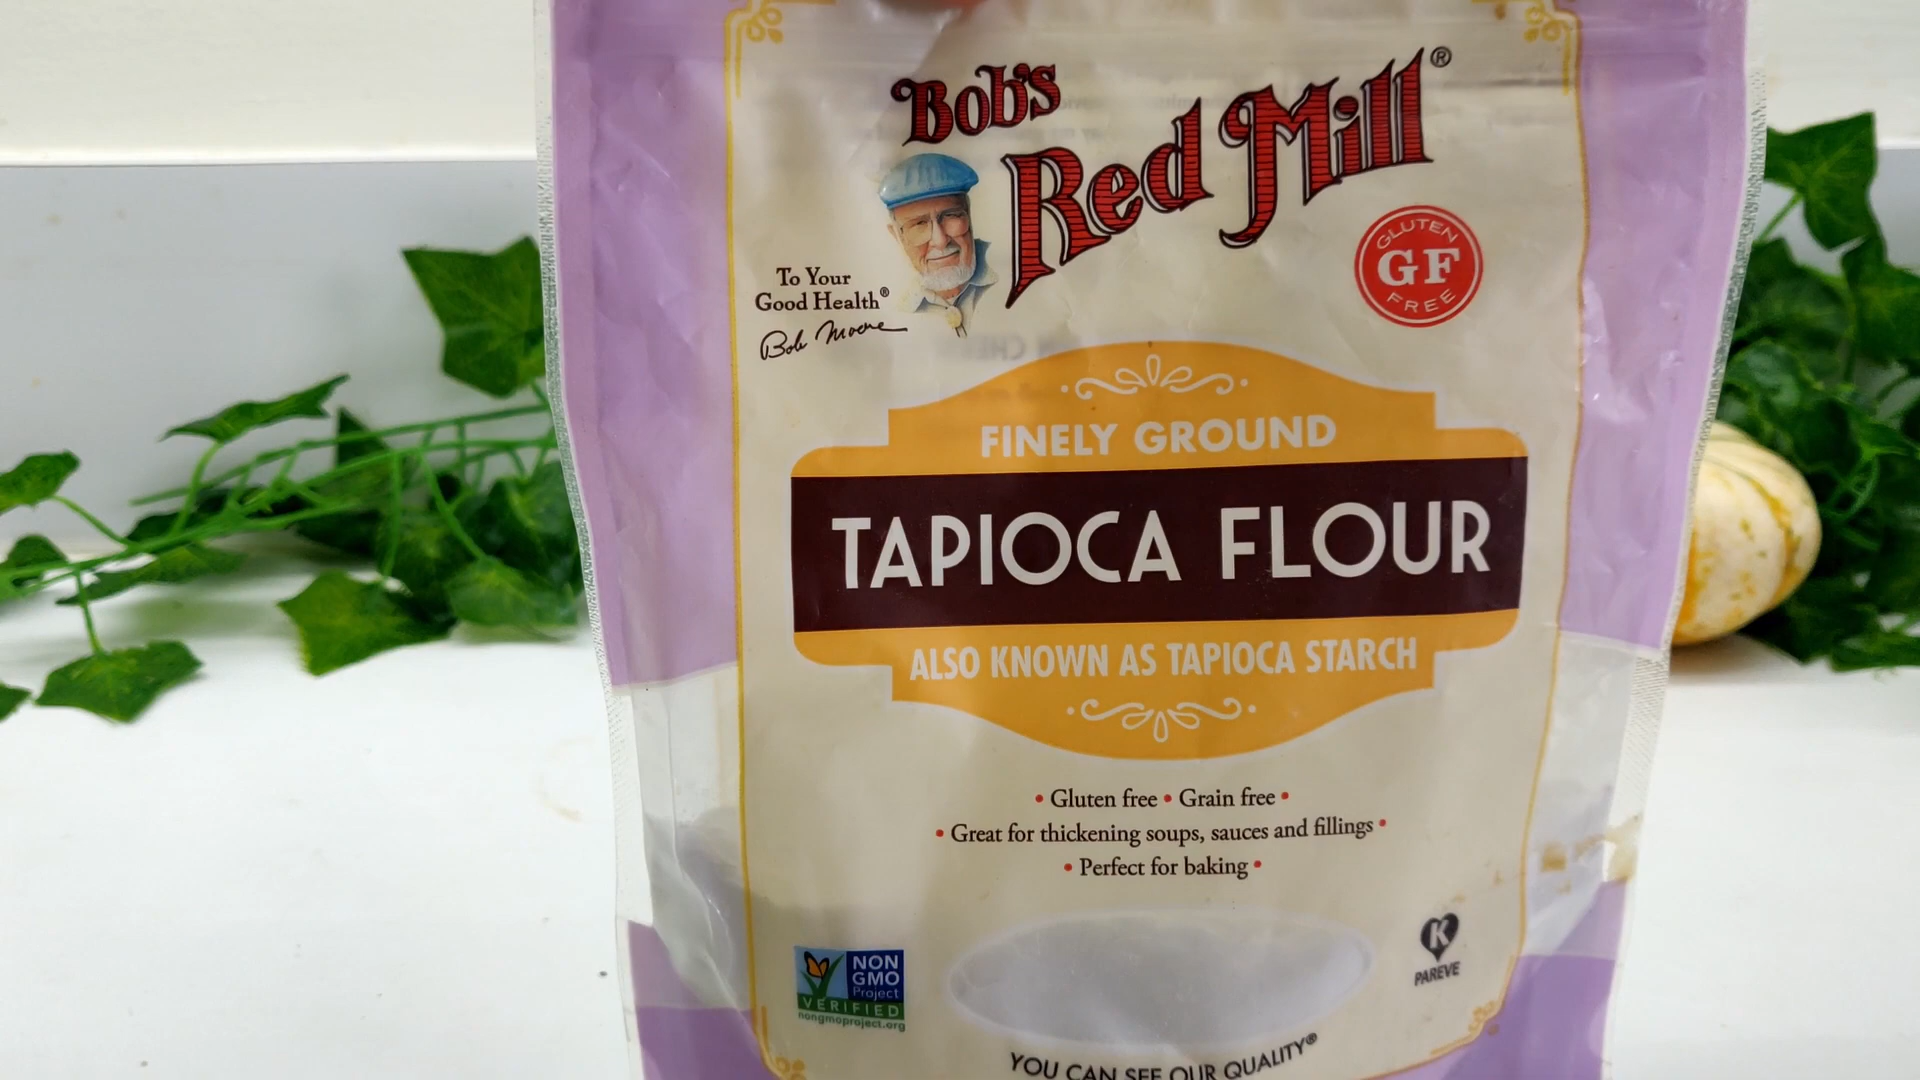 Bob's
Red Mill®
To Your
Good Health®
Bob Moore
GLUTEN
GF
FREE
FINELY GROUND
TAPIOCA FLOUR
ALSO KNOWN AS TAPIOCA STARCH
• Gluten free • Grain free •
• Great for thickening soups, sauces and fillings •
• Perfect for baking •
NON
GMO
Project
VERIFIED
nongmoproject.org
K
PAREVE
YOU CAN SEE OUR QUALITY®